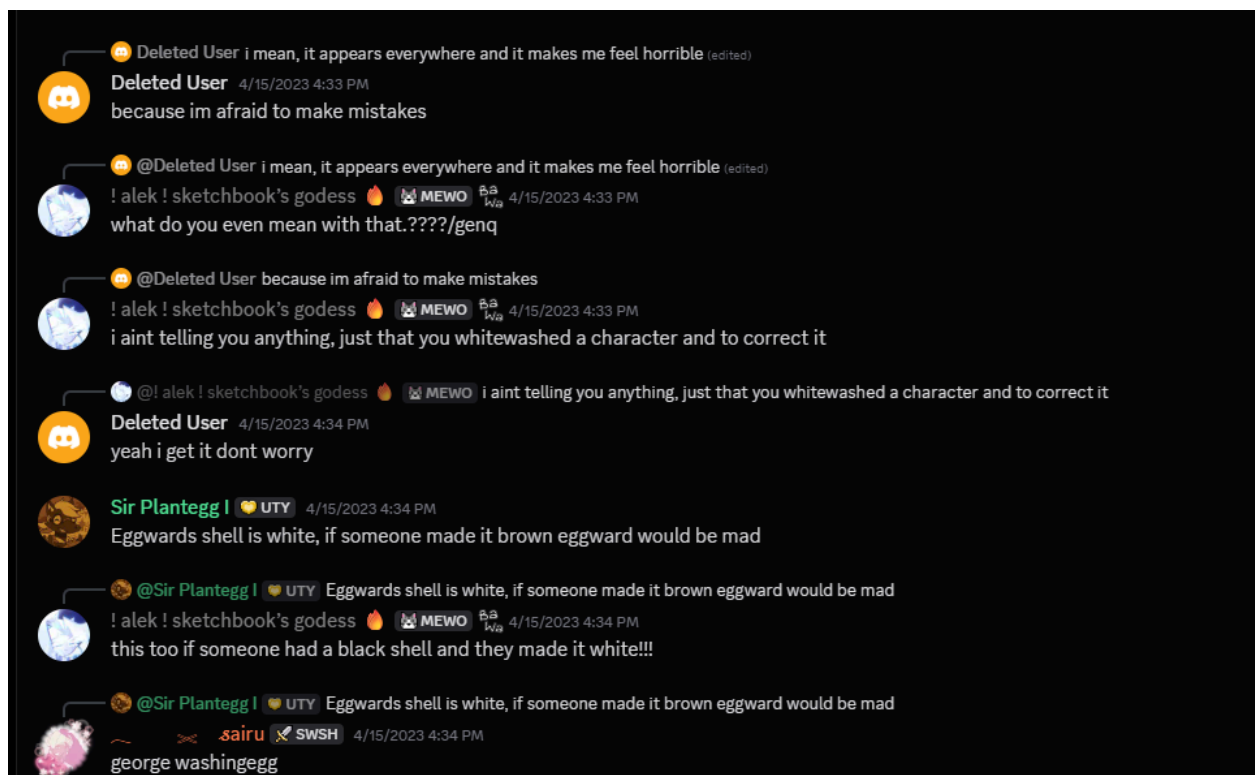 Deleted User i mean, it appears everywhere and it makes me feel horrible (edited)
Deleted User 4/15/2023 4:33 PM
because im afraid to make mistakes
@Deleted User i mean, it appears everywhere and it makes me feel horrible (edited)
! alek ! sketchbook's godess 🔥 MEWO Ba Wa 4/15/2023 4:33 PM
what do you even mean with that.????/genq
@Deleted User because im afraid to make mistakes
! alek ! sketchbook's godess 🔥 MEWO Ba Wa 4/15/2023 4:33 PM
i aint telling you anything, just that you whitewashed a character and to correct it
@! alek ! sketchbook's godess 🔥 MEWO i aint telling you anything, just that you whitewashed a character and to correct it
Deleted User 4/15/2023 4:34 PM
yeah i get it dont worry
Sir Plantegg I 💛 UTY 4/15/2023 4:34 PM
Eggwards shell is white, if someone made it brown eggward would be mad
@Sir Plantegg I 💛 UTY Eggwards shell is white, if someone made it brown eggward would be mad
! alek ! sketchbook's godess 🔥 MEWO Ba Wa 4/15/2023 4:34 PM
this too if someone had a black shell and they made it white!!!
@Sir Plantegg I 💛 UTY Eggwards shell is white, if someone made it brown eggward would be mad
sairu SWSH 4/15/2023 4:34 PM
george washingegg